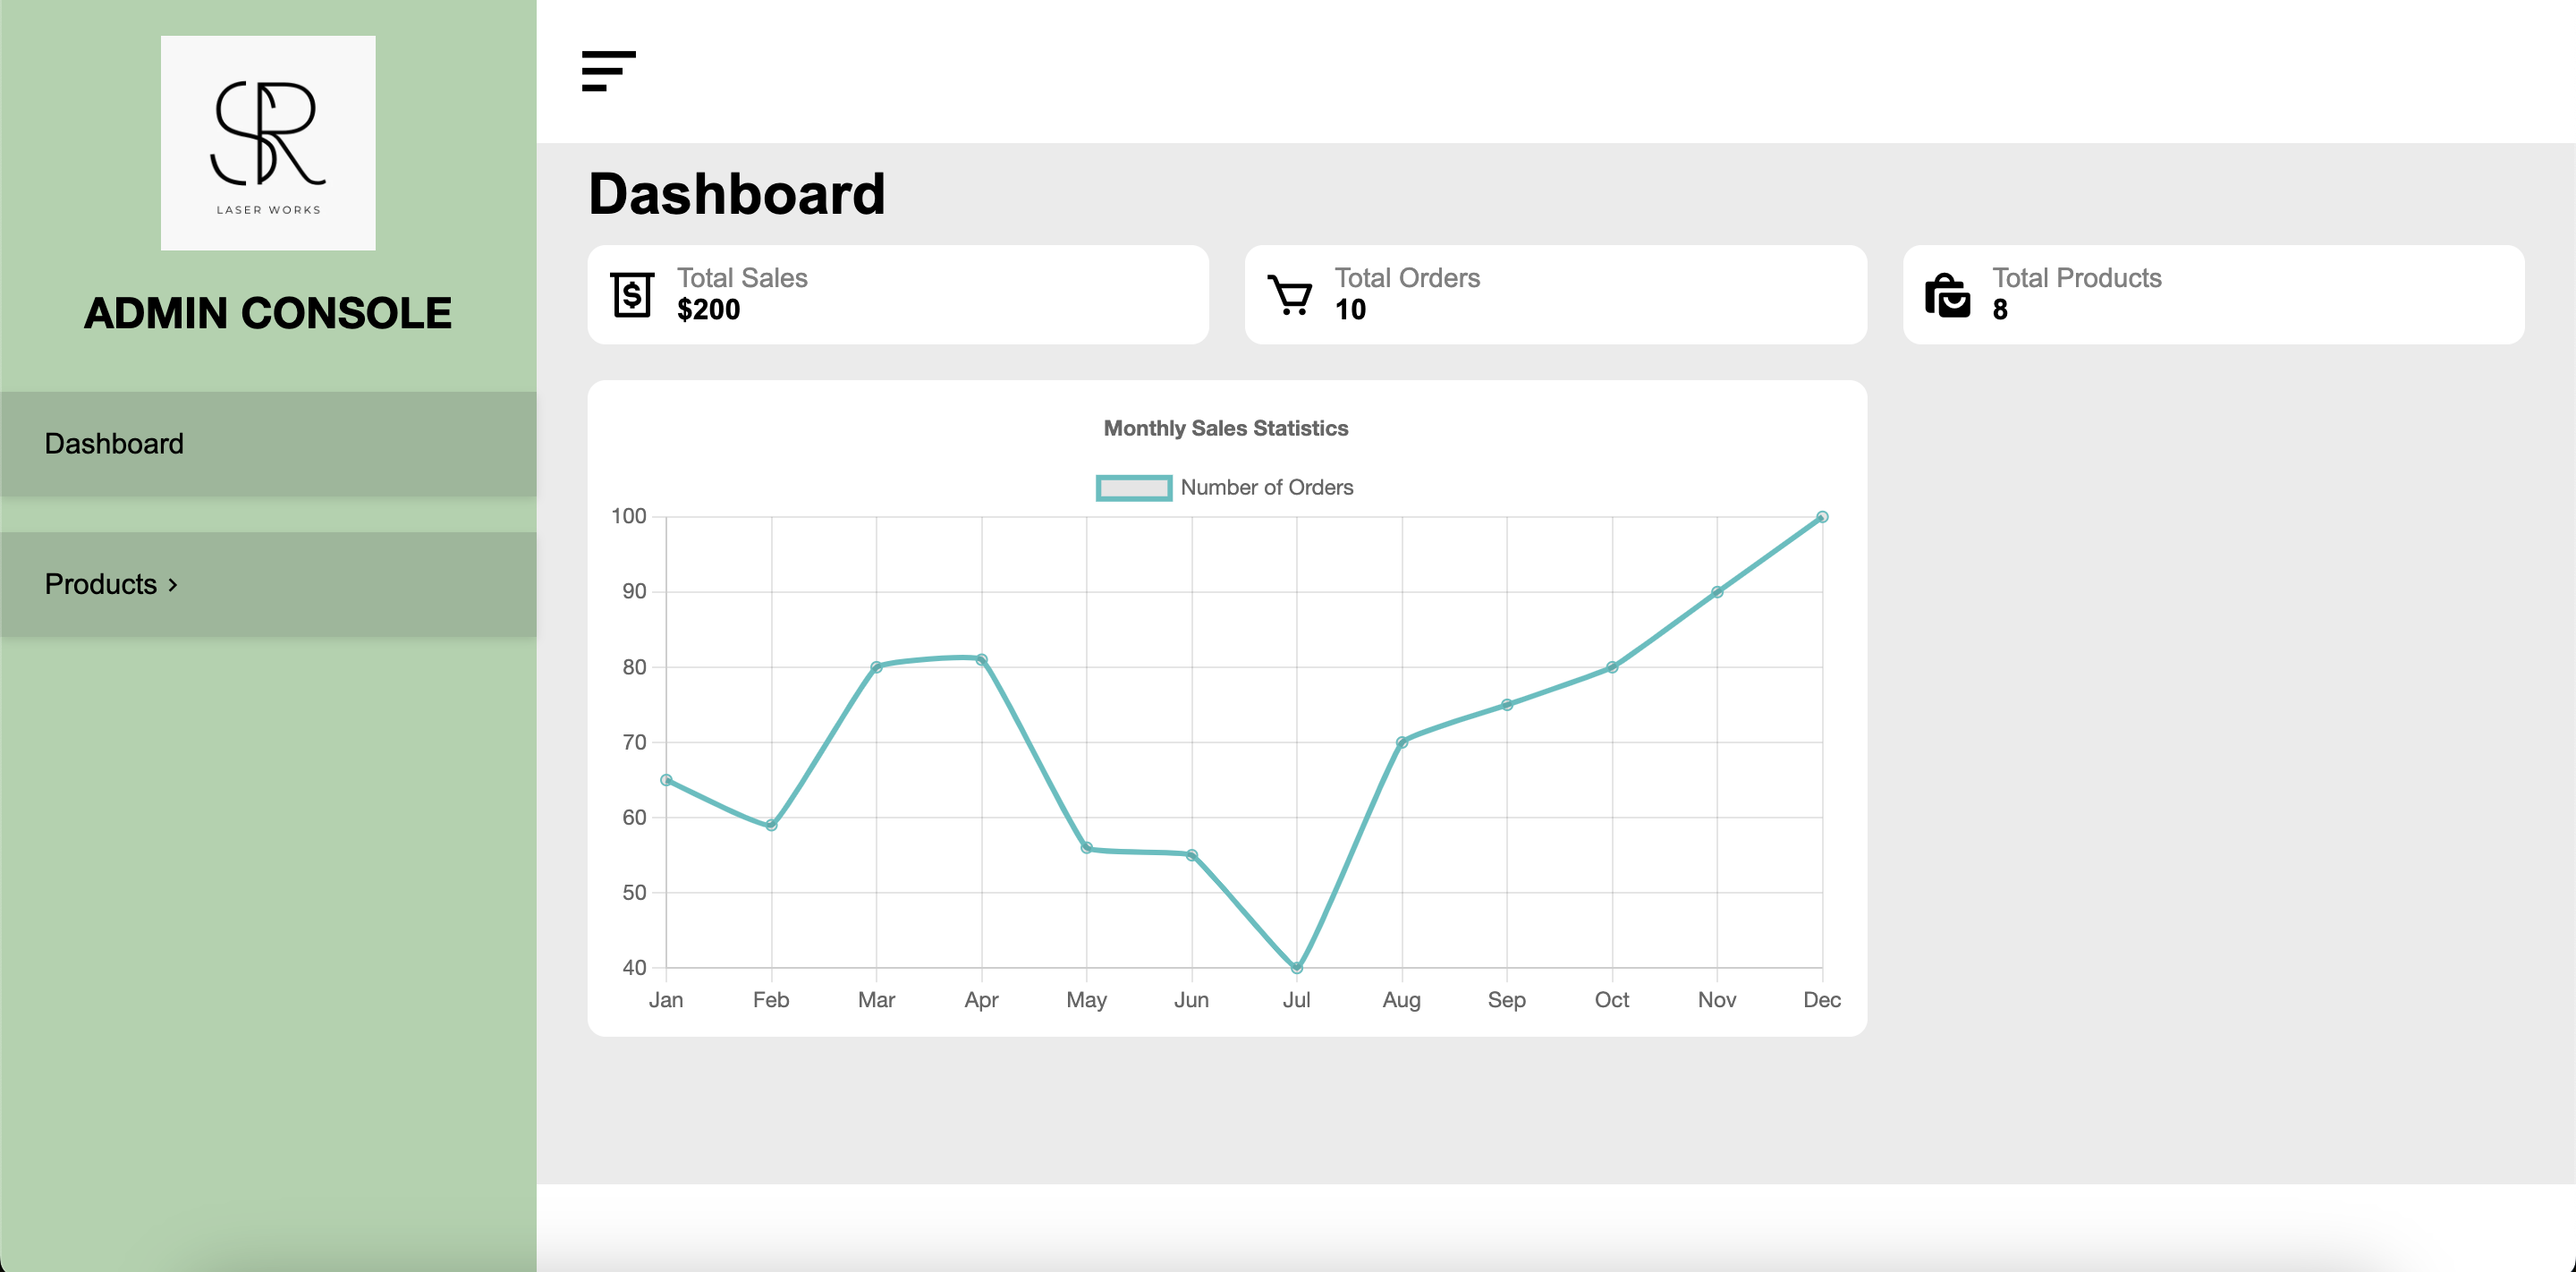 SR
LASER WORKS
ADMIN CONSOLE
Dashboard
Products ›
Dashboard
Total Sales
$200
Total Orders
10
Total Products
8
Monthly Sales Statistics
Number of Orders
100
90
80
70
60
50
40
Jan Feb Mar Apr May Jun Jul Aug Sep Oct Nov Dec